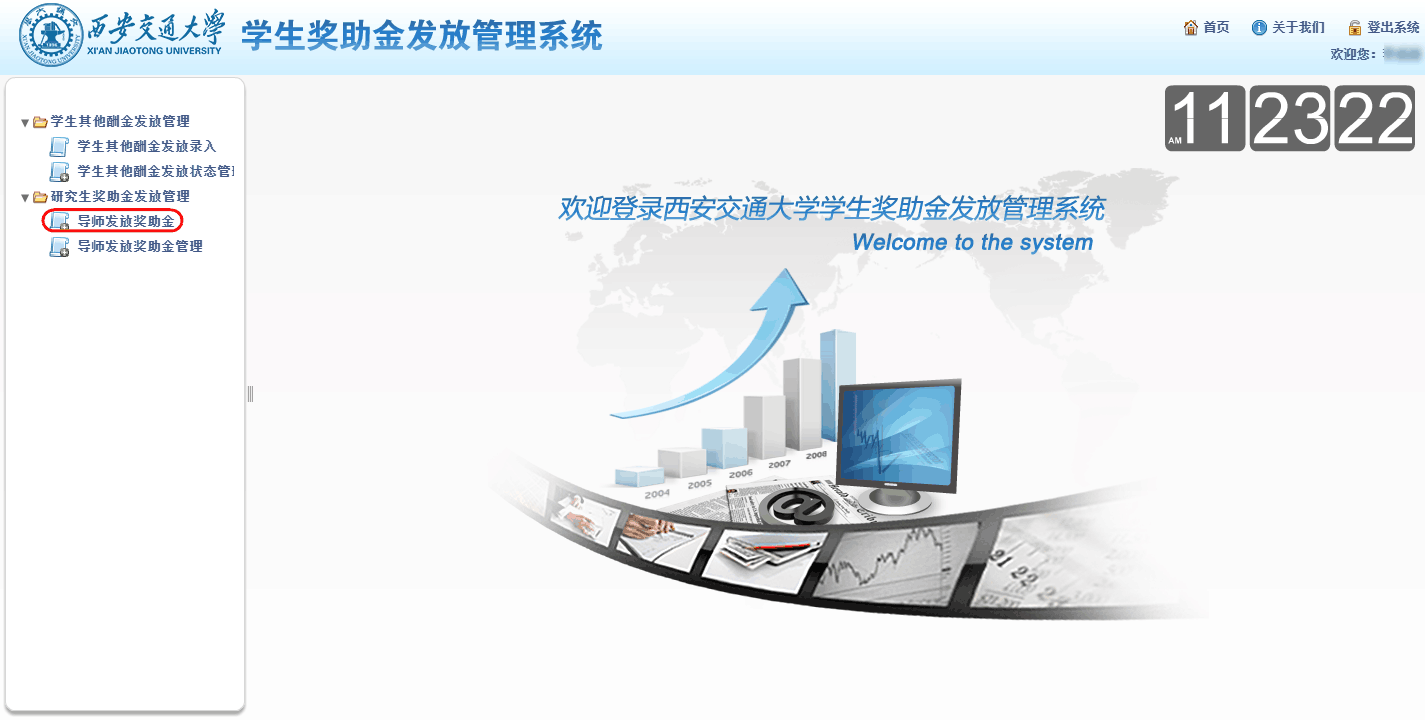 西安交通大学
XI'AN JIAOTONG UNIVERSITY
学生奖助金发放管理系统
首页 关于我们 登出系统
欢迎您：
学生其他酬金发放管理
学生其他酬金发放录入
学生其他酬金发放状态管
研究生奖助金发放管理
导师发放奖助金
导师发放奖助金管理
AM 11 23 22
欢迎登录西安交通大学学生奖助金发放管理系统
Welcome to the system
2004 2005 2006 2007 2008